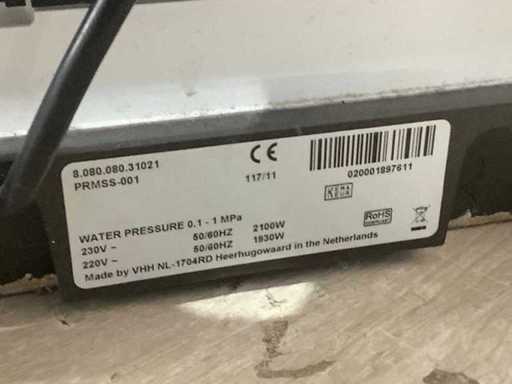 8.080.080.31021
PRMSS-001
CE
117/11
020001897611
KEMA
KEUR
WATER PRESSURE 0.1 - 1 MPa
230V ~ 50/60HZ 2100W
220V ~ 50/60HZ 1930W
RoHS
Made by VHH NL-1704RD Heerhugowaard in the Netherlands